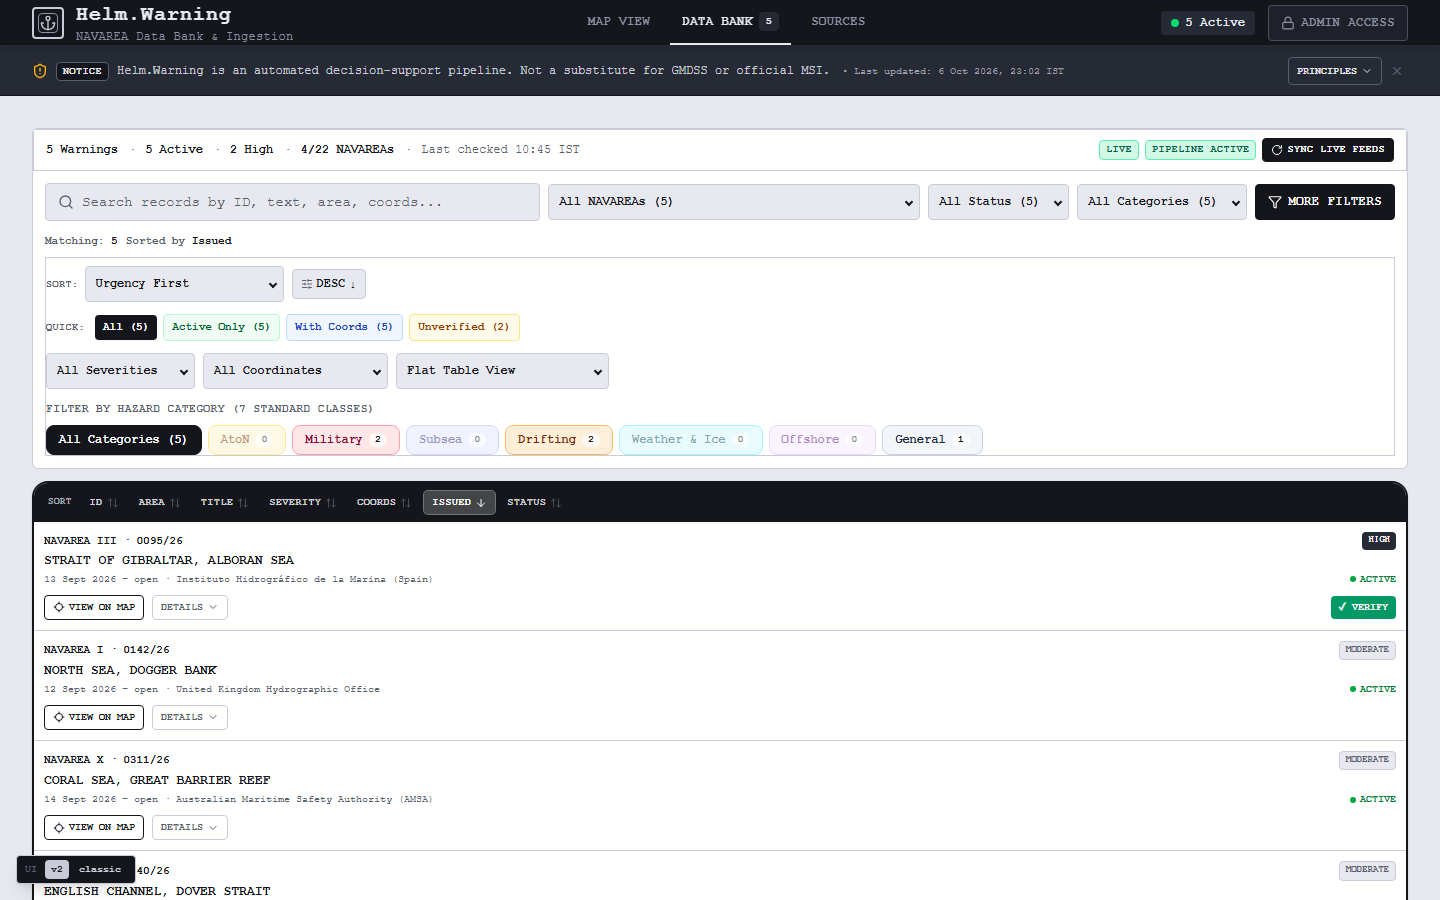 Helm.Warning
NAVAREA Data Bank & Ingestion
MAP VIEW DATA BANK 5 SOURCES
5 Active ADMIN ACCESS
NOTICE Helm.Warning is an automated decision-support pipeline. Not a substitute for GMDSS or official MSI. • Last updated: 6 Oct 2026, 23:02 IST PRINCIPLES
5 Warnings · 5 Active · 2 High · 4/22 NAVAREAs · Last checked 10:45 IST LIVE PIPELINE ACTIVE SYNC LIVE FEEDS
Search records by ID, text, area, coords... All NAVAREAs (5) All Status (5) All Categories (5) MORE FILTERS
Matching: 5 Sorted by Issued
SORT: Urgency First DESC ↓
QUICK: All (5) Active Only (5) With Coords (5) Unverified (2)
All Severities All Coordinates Flat Table View
FILTER BY HAZARD CATEGORY (7 STANDARD CLASSES)
All Categories (5) AtoN 0 Military 2 Subsea 0 Drifting 2 Weather & Ice 0 Offshore 0 General 1
SORT ID AREA TITLE SEVERITY COORDS ISSUED STATUS
NAVAREA III · 0095/26 HIGH
STRAIT OF GIBRALTAR, ALBORAN SEA
13 Sept 2026 – open · Instituto Hidrográfico de la Marina (Spain) ACTIVE
VIEW ON MAP DETAILS ✓ VERIFY
NAVAREA I · 0142/26 MODERATE
NORTH SEA, DOGGER BANK
12 Sept 2026 – open · United Kingdom Hydrographic Office ACTIVE
VIEW ON MAP DETAILS
NAVAREA X · 0311/26 MODERATE
CORAL SEA, GREAT BARRIER REEF
14 Sept 2026 – open · Australian Maritime Safety Authority (AMSA) ACTIVE
VIEW ON MAP DETAILS
UI v2 classic 40/26 MODERATE
ENGLISH CHANNEL, DOVER STRAIT